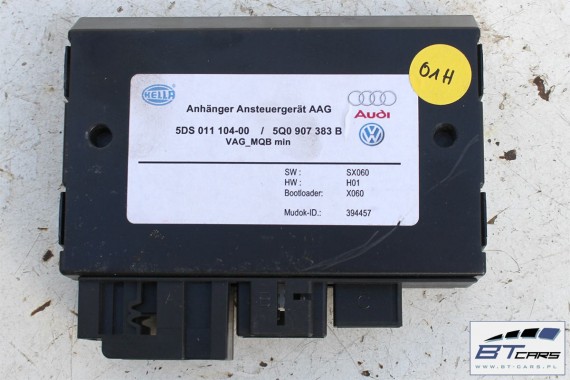 HELLA
Anhänger Ansteuergerät AAG
Audi
5DS 011 104-00 / 5Q0 907 383 B
VAG_MQB min
SW : SX060
HW : H01
Bootloader: X060
Mudok-ID.: 394457
01H
BT CARS
WWW.BT-CARS.PL